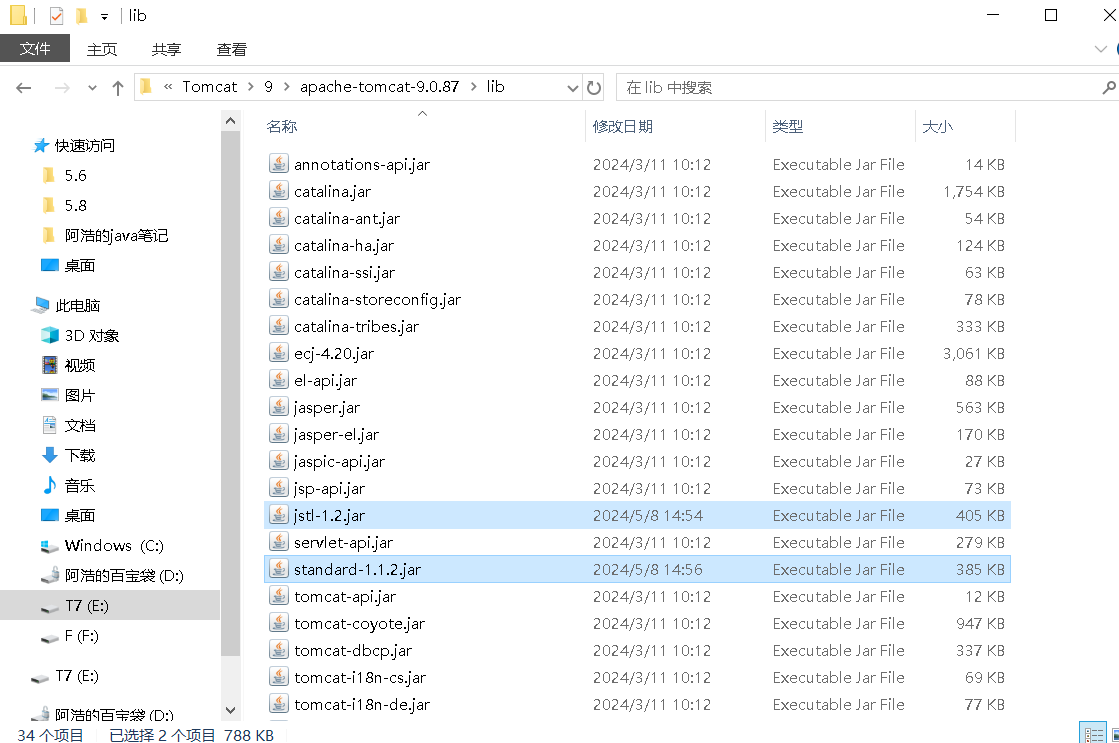 lib
文件 主页 共享 查看
« Tomcat > 9 > apache-tomcat-9.0.87 > lib
在 lib 中搜索
名称 修改日期 类型 大小
快速访问
5.6
5.8
阿浩的java笔记
桌面
此电脑
3D 对象
视频
图片
文档
下载
音乐
桌面
Windows (C:)
阿浩的百宝袋 (D:)
T7 (E:)
F (F:)
T7 (E:)
阿浩的百宝袋 (D:)
annotations-api.jar 2024/3/11 10:12 Executable Jar File 14 KB
catalina.jar 2024/3/11 10:12 Executable Jar File 1,754 KB
catalina-ant.jar 2024/3/11 10:12 Executable Jar File 54 KB
catalina-ha.jar 2024/3/11 10:12 Executable Jar File 124 KB
catalina-ssi.jar 2024/3/11 10:12 Executable Jar File 63 KB
catalina-storeconfig.jar 2024/3/11 10:12 Executable Jar File 78 KB
catalina-tribes.jar 2024/3/11 10:12 Executable Jar File 333 KB
ecj-4.20.jar 2024/3/11 10:12 Executable Jar File 3,061 KB
el-api.jar 2024/3/11 10:12 Executable Jar File 88 KB
jasper.jar 2024/3/11 10:12 Executable Jar File 563 KB
jasper-el.jar 2024/3/11 10:12 Executable Jar File 170 KB
jaspic-api.jar 2024/3/11 10:12 Executable Jar File 27 KB
jsp-api.jar 2024/3/11 10:12 Executable Jar File 73 KB
jstl-1.2.jar 2024/5/8 14:54 Executable Jar File 405 KB
servlet-api.jar 2024/3/11 10:12 Executable Jar File 279 KB
standard-1.1.2.jar 2024/5/8 14:56 Executable Jar File 385 KB
tomcat-api.jar 2024/3/11 10:12 Executable Jar File 12 KB
tomcat-coyote.jar 2024/3/11 10:12 Executable Jar File 947 KB
tomcat-dbcp.jar 2024/3/11 10:12 Executable Jar File 337 KB
tomcat-i18n-cs.jar 2024/3/11 10:12 Executable Jar File 69 KB
tomcat-i18n-de.jar 2024/3/11 10:12 Executable Jar File 77 KB
34 个项目 已选择 2 个项目 788 KB